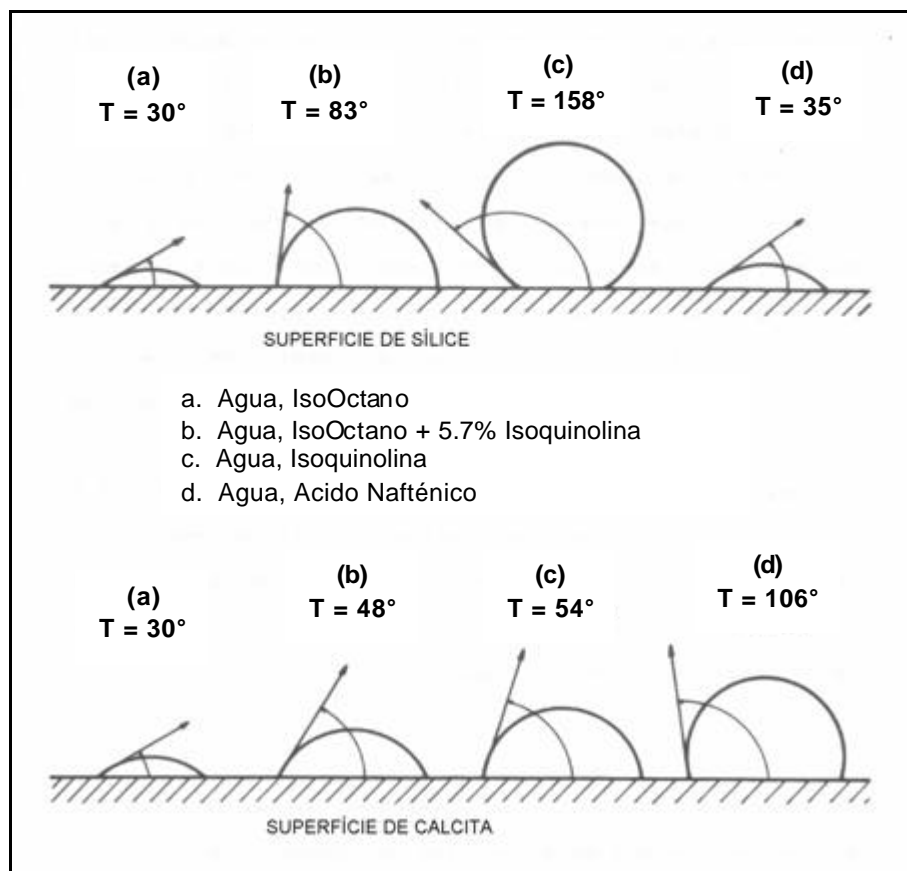 (a) (b) (c) (d)
T = 30° T = 83° T = 158° T = 35°
SUPERFICIE DE SÍLICE
a. Agua, IsoOctano
b. Agua, IsoOctano + 5.7% Isoquinolina
c. Agua, Isoquinolina
d. Agua, Acido Nafténico
(a) (b) (c) (d)
T = 30° T = 48° T = 54° T = 106°
SUPERFÍCIE DE CALCITA